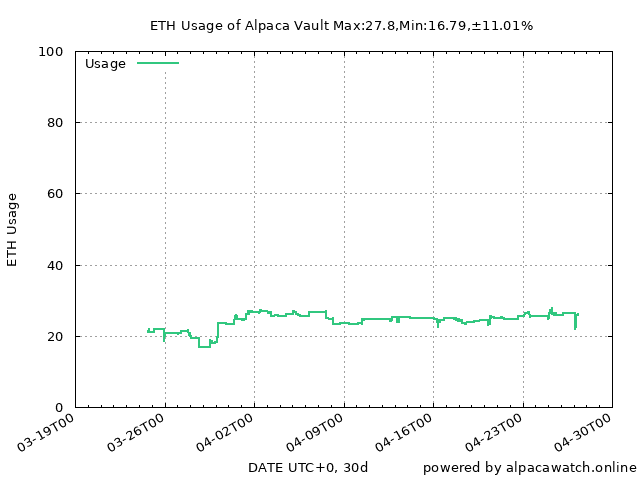 ETH Usage of Alpaca Vault Max:27.8,Min:16.79,±11.01%
Usage
100
80
60
40
20
0
ETH Usage
03-19T00
03-26T00
04-02T00
04-09T00
04-16T00
04-23T00
04-30T00
DATE UTC+0, 30d
powered by alpacawatch.online